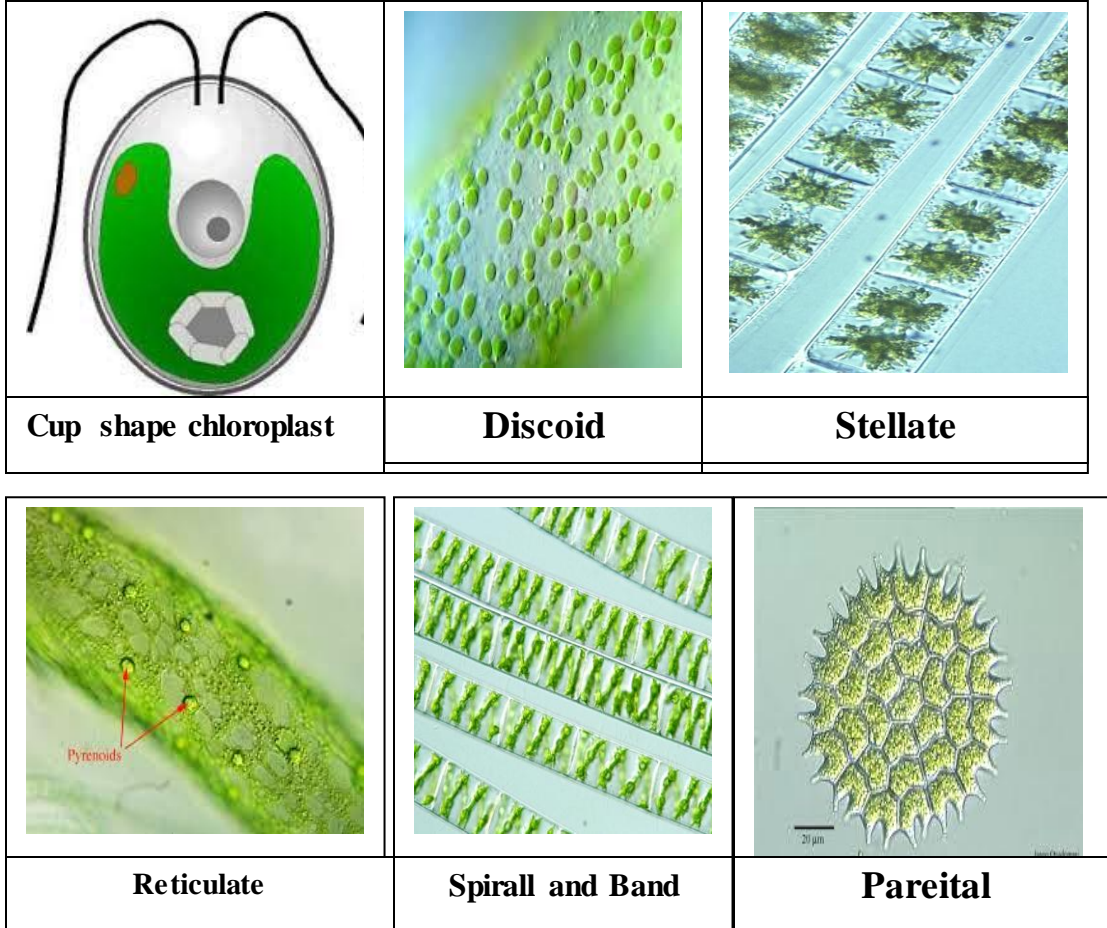 Cup shape chloroplast
Discoid
Stellate
Pyrenoids
20 µm
Reticulate
Spirall and Band
Pareital